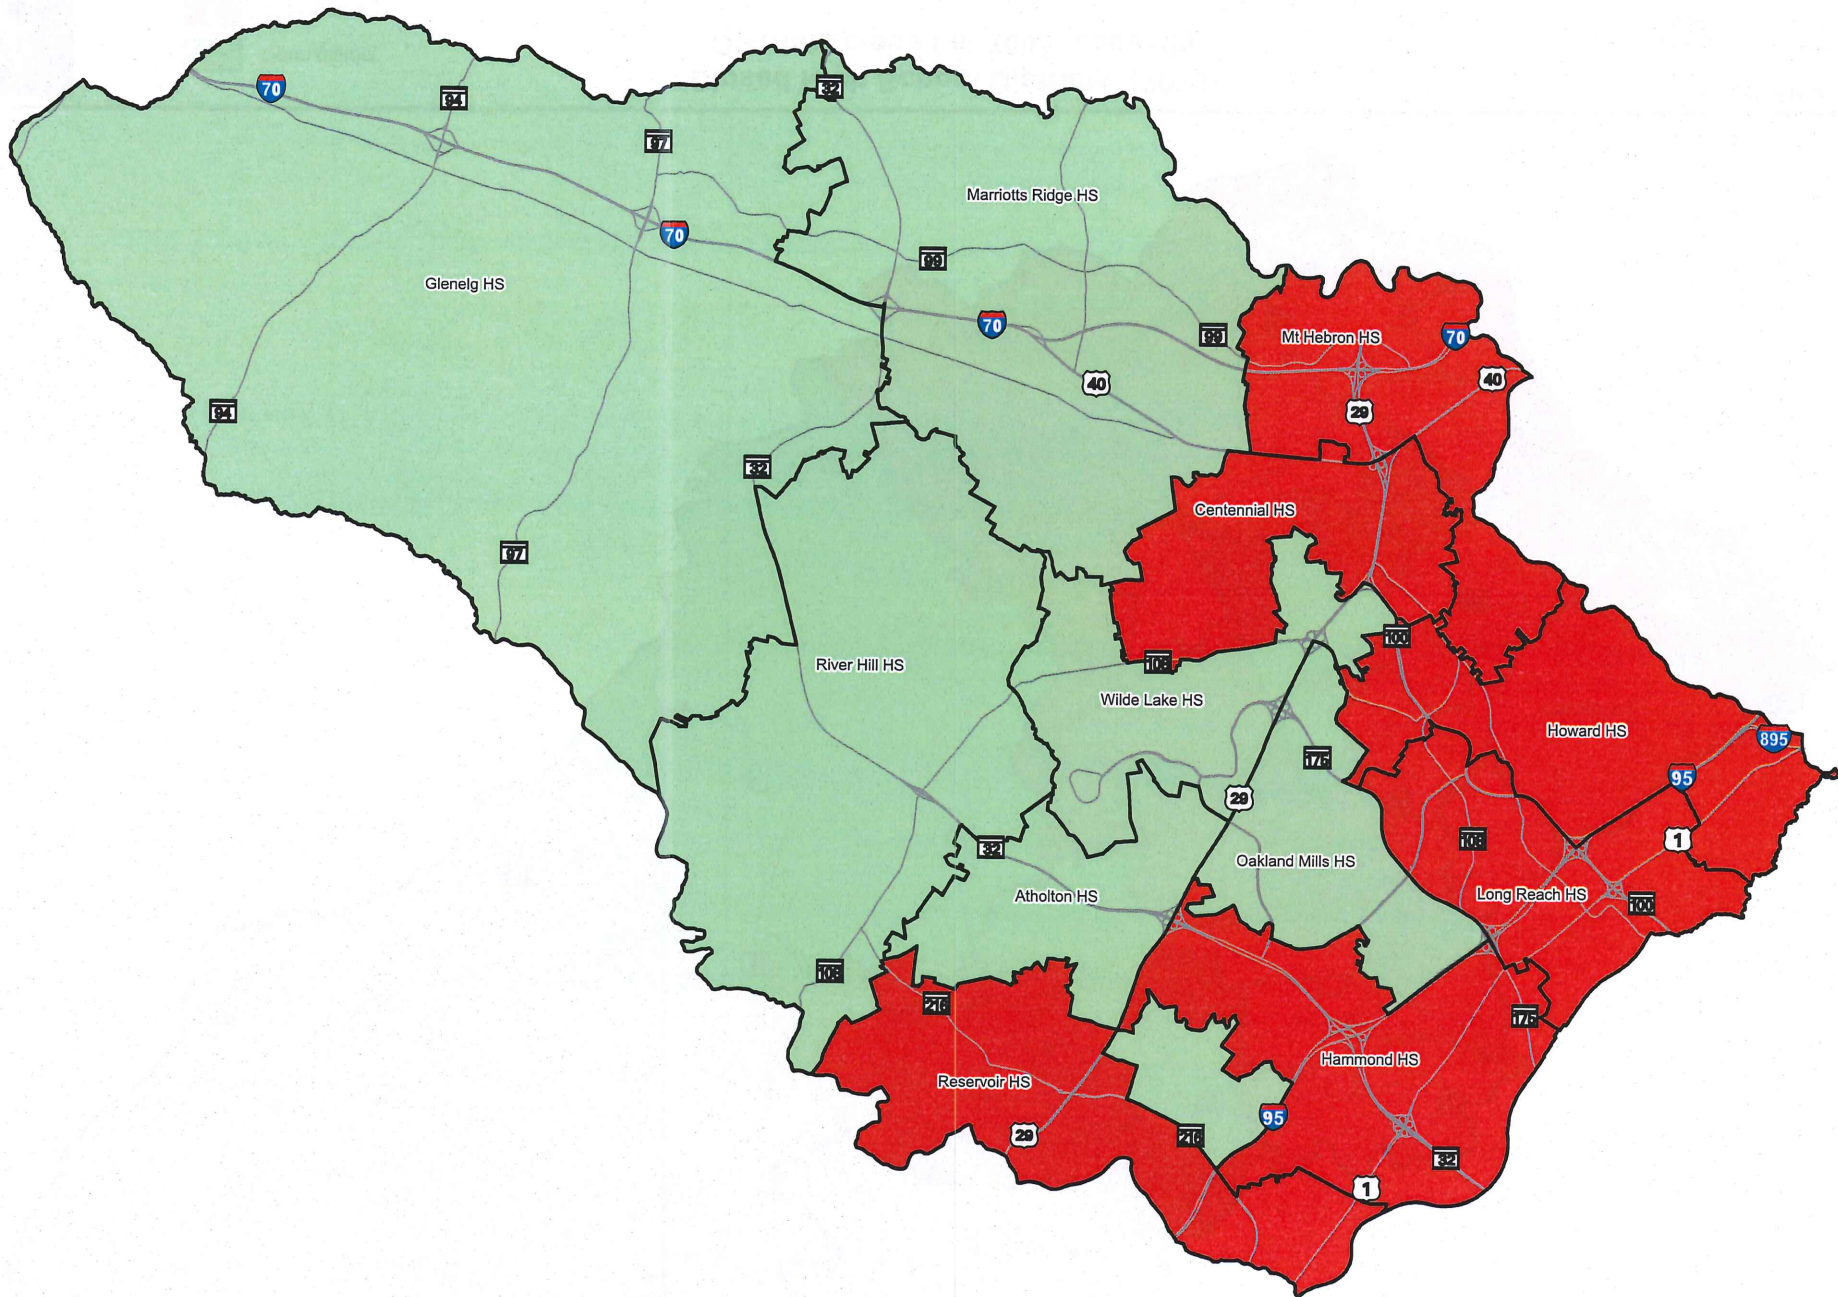 32
70
94
97
Marriotts Ridge HS
70
99
Glenelg HS
70
99
Mt Hebron HS
70
40
40
94
29
32
Centennial HS
97
100
108
River Hill HS
Wilde Lake HS
Howard HS
895
175
95
29
108
1
32
Oakland Mills HS
Atholton HS
Long Reach HS
100
108
216
175
Hammond HS
Reservoir HS
95
29
216
32
1